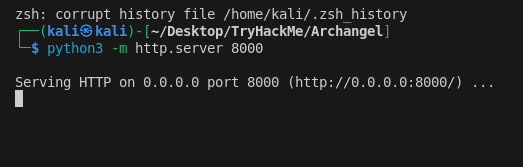 zsh: corrupt history file /home/kali/.zsh_history
┌──(kali㉿kali)-[~/Desktop/TryHackMe/Archangel]
└─$ python3 -m http.server 8000
Serving HTTP on 0.0.0.0 port 8000 (http://0.0.0.0:8000/) ...